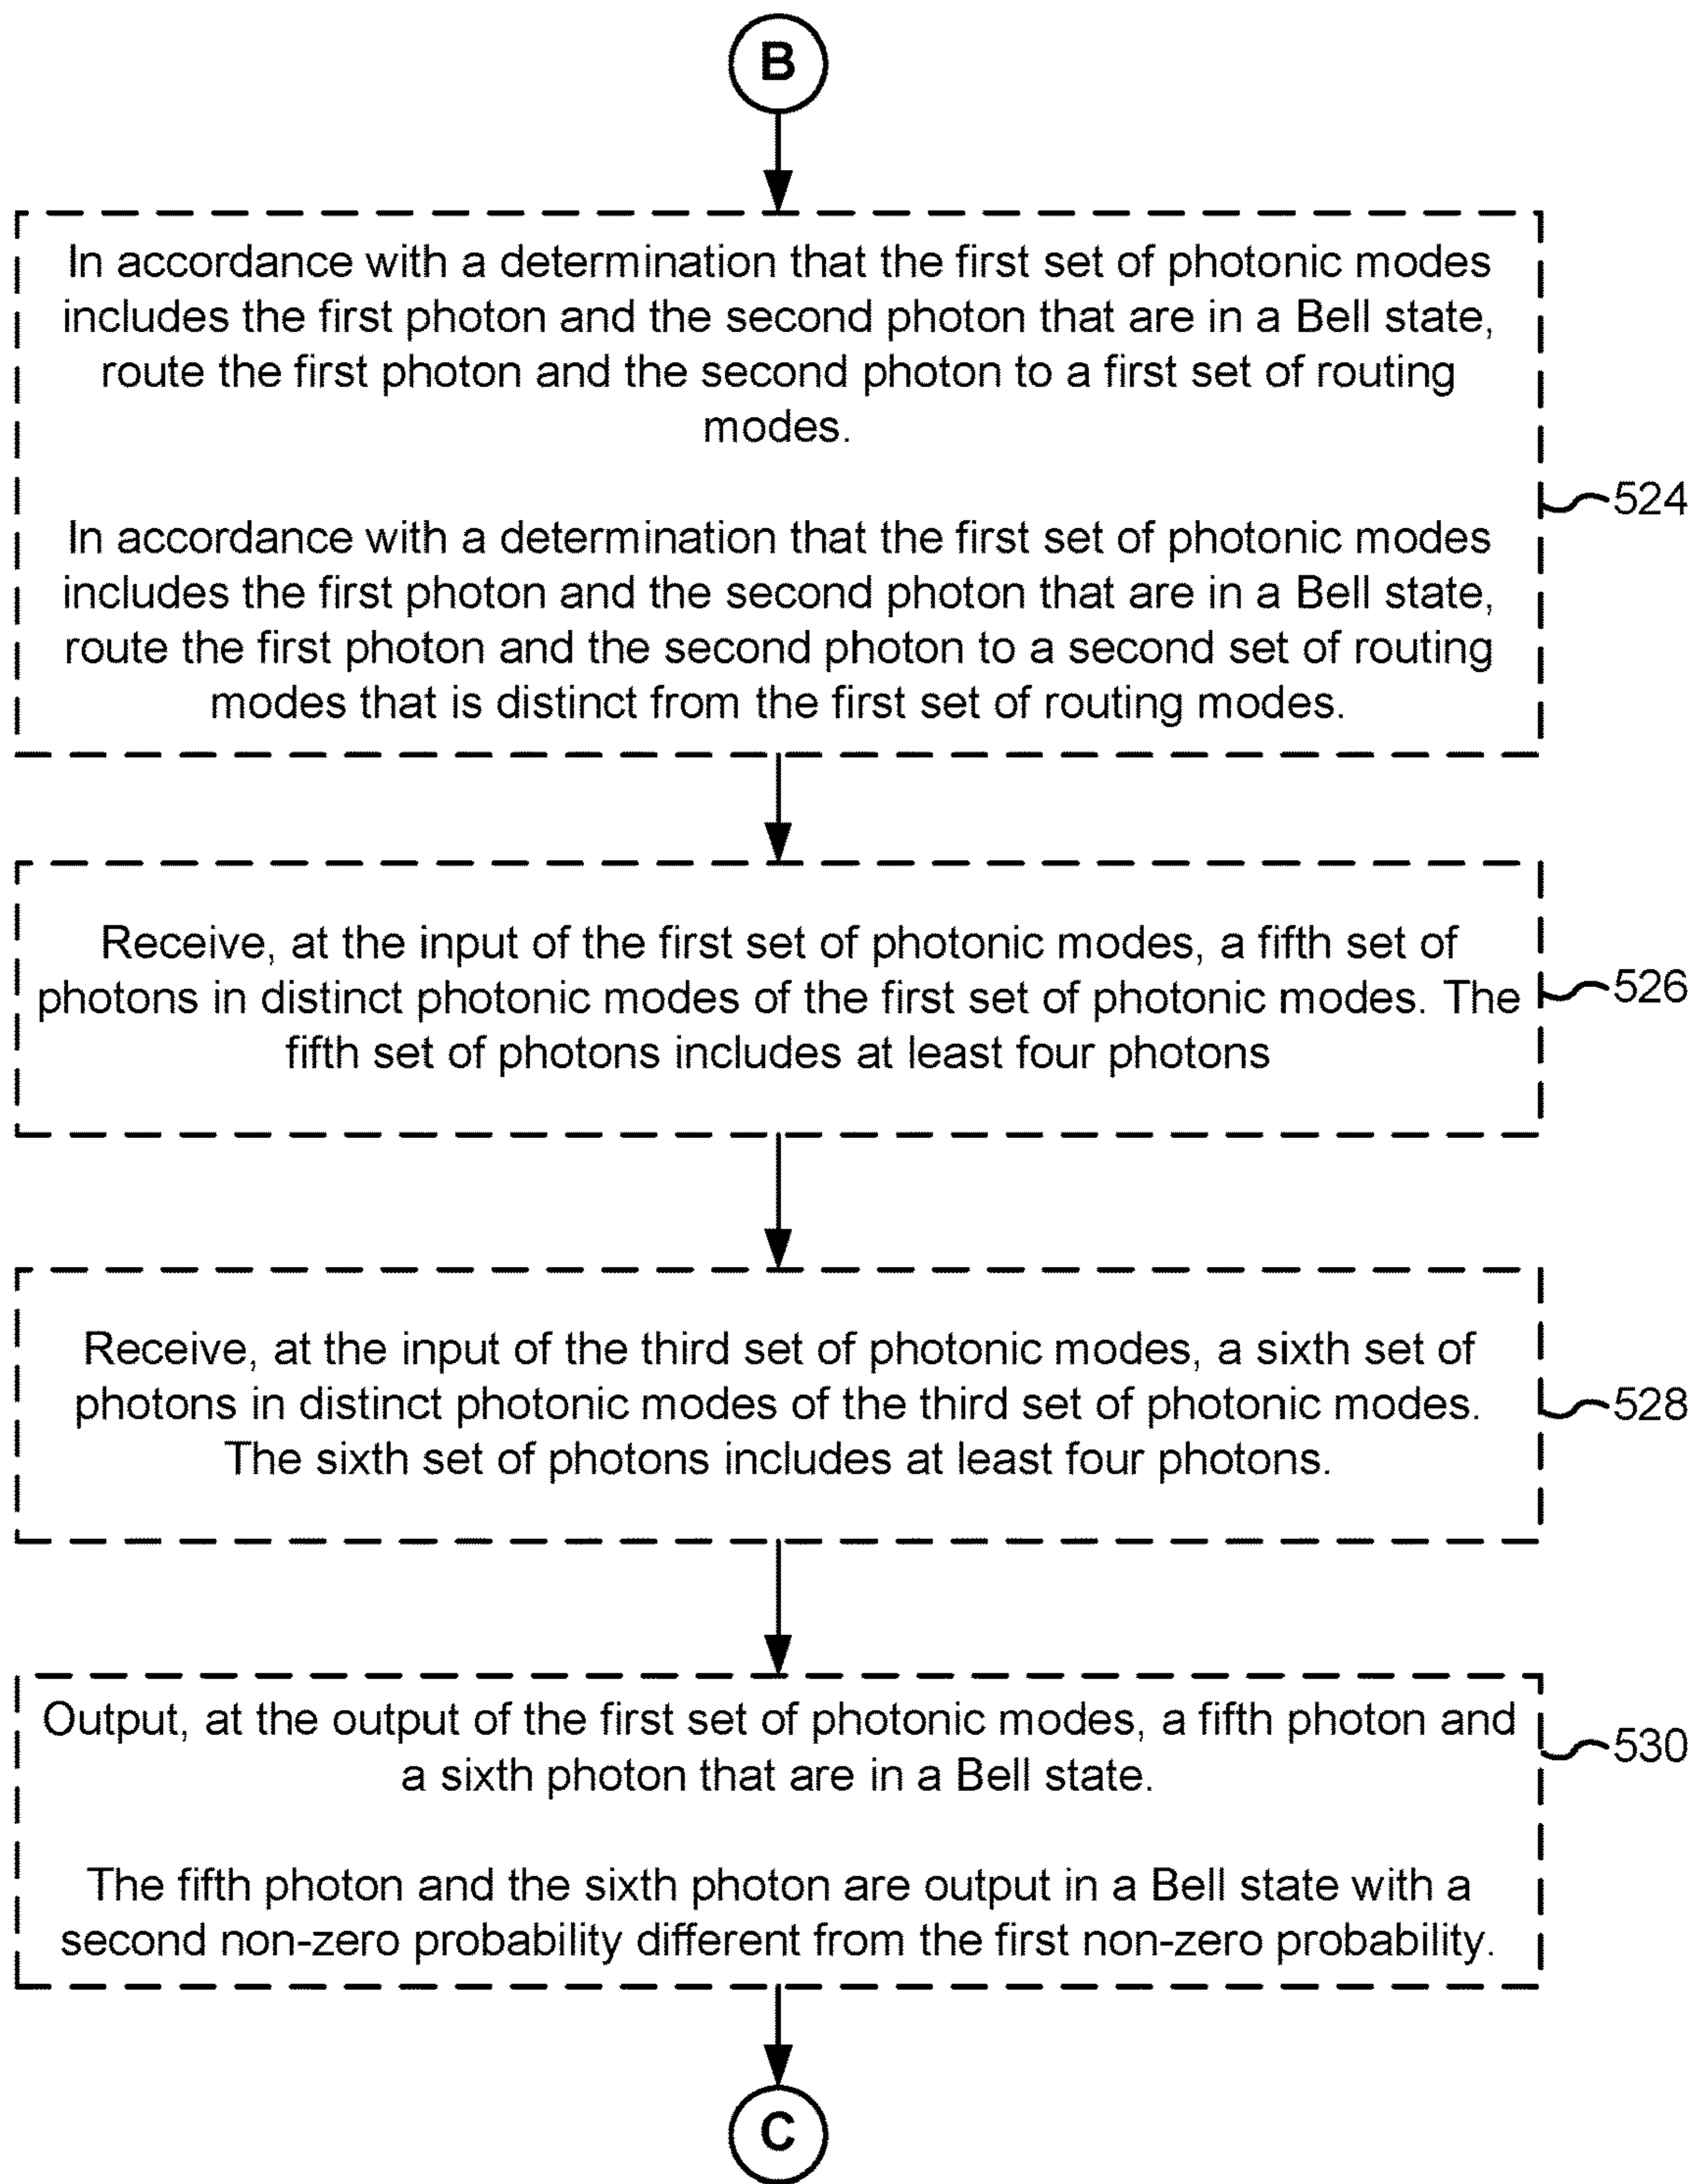 B
In accordance with a determination that the first set of photonic modes
includes the first photon and the second photon that are in a Bell state,
route the first photon and the second photon to a first set of routing
modes.
In accordance with a determination that the first set of photonic modes
includes the first photon and the second photon that are in a Bell state,
route the first photon and the second photon to a second set of routing
modes that is distinct from the first set of routing modes.
524
Receive, at the input of the first set of photonic modes, a fifth set of
photons in distinct photonic modes of the first set of photonic modes. The
fifth set of photons includes at least four photons
526
Receive, at the input of the third set of photonic modes, a sixth set of
photons in distinct photonic modes of the third set of photonic modes.
The sixth set of photons includes at least four photons.
528
Output, at the output of the first set of photonic modes, a fifth photon and
a sixth photon that are in a Bell state.
The fifth photon and the sixth photon are output in a Bell state with a
second non-zero probability different from the first non-zero probability.
530
C